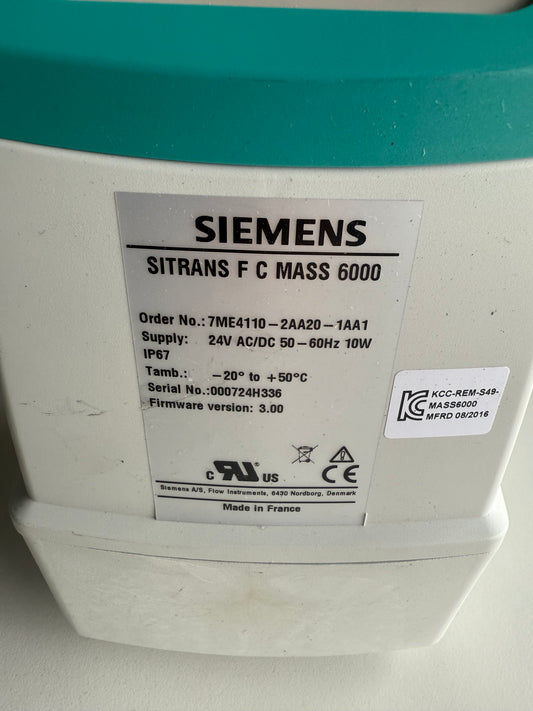 SIEMENS
SITRANS F C MASS 6000
Order No.: 7ME4110-2AA20-1AA1
Supply: 24V AC/DC 50-60Hz 10W
IP67
Tamb.: -20° to +50°C
Serial No.: 000724H336
Firmware version: 3.00
C RU US CE
Siemens A/S, Flow Instruments, 6430 Nordborg, Denmark
Made in France
KC KCC-REM-S49-
MASS6000
MFRD 08/2016